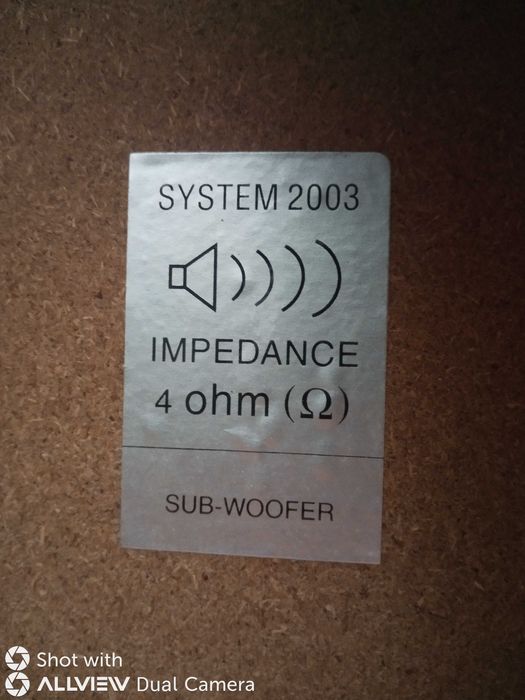 SYSTEM 2003
IMPEDANCE
4 ohm (Ω)
SUB-WOOFER
Shot with
ALLVIEW Dual Camera